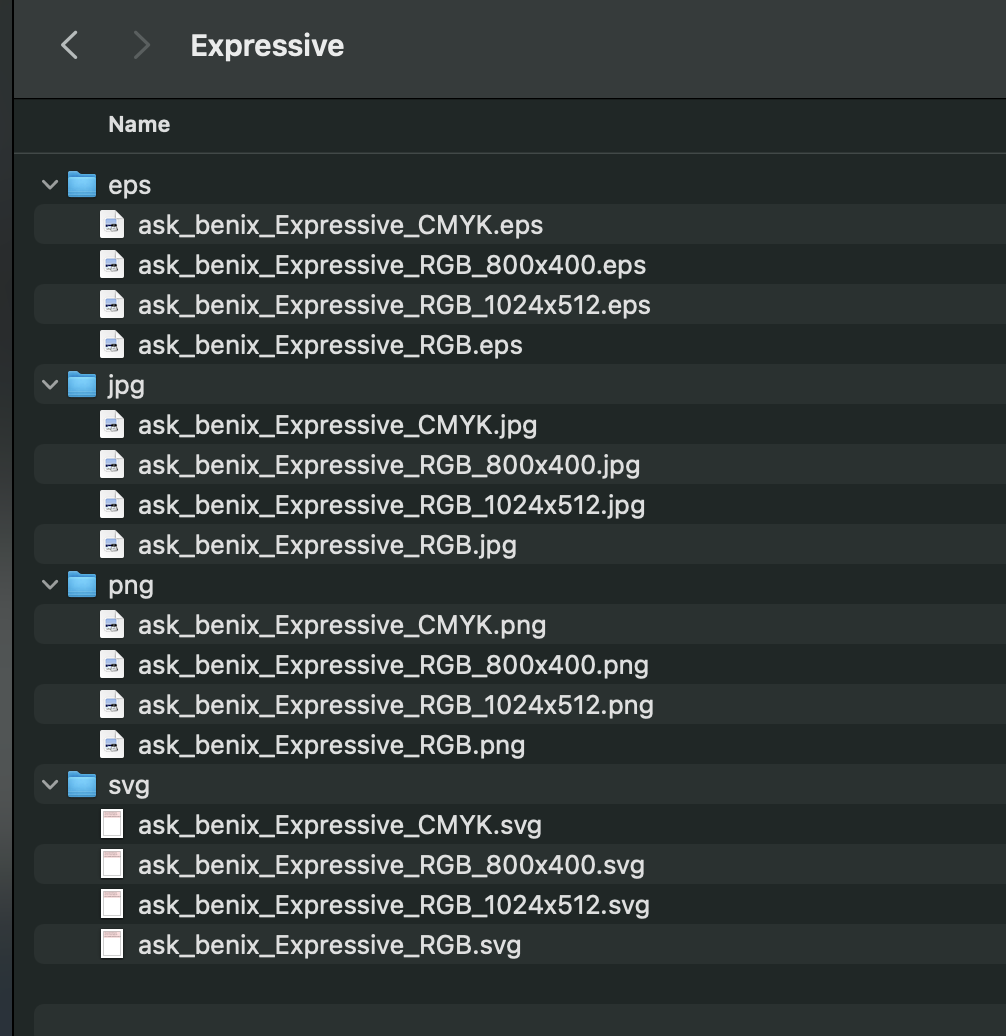 Expressive
Name
eps
ask_benix_Expressive_CMYK.eps
ask_benix_Expressive_RGB_800x400.eps
ask_benix_Expressive_RGB_1024x512.eps
ask_benix_Expressive_RGB.eps
jpg
ask_benix_Expressive_CMYK.jpg
ask_benix_Expressive_RGB_800x400.jpg
ask_benix_Expressive_RGB_1024x512.jpg
ask_benix_Expressive_RGB.jpg
png
ask_benix_Expressive_CMYK.png
ask_benix_Expressive_RGB_800x400.png
ask_benix_Expressive_RGB_1024x512.png
ask_benix_Expressive_RGB.png
svg
ask_benix_Expressive_CMYK.svg
ask_benix_Expressive_RGB_800x400.svg
ask_benix_Expressive_RGB_1024x512.svg
ask_benix_Expressive_RGB.svg